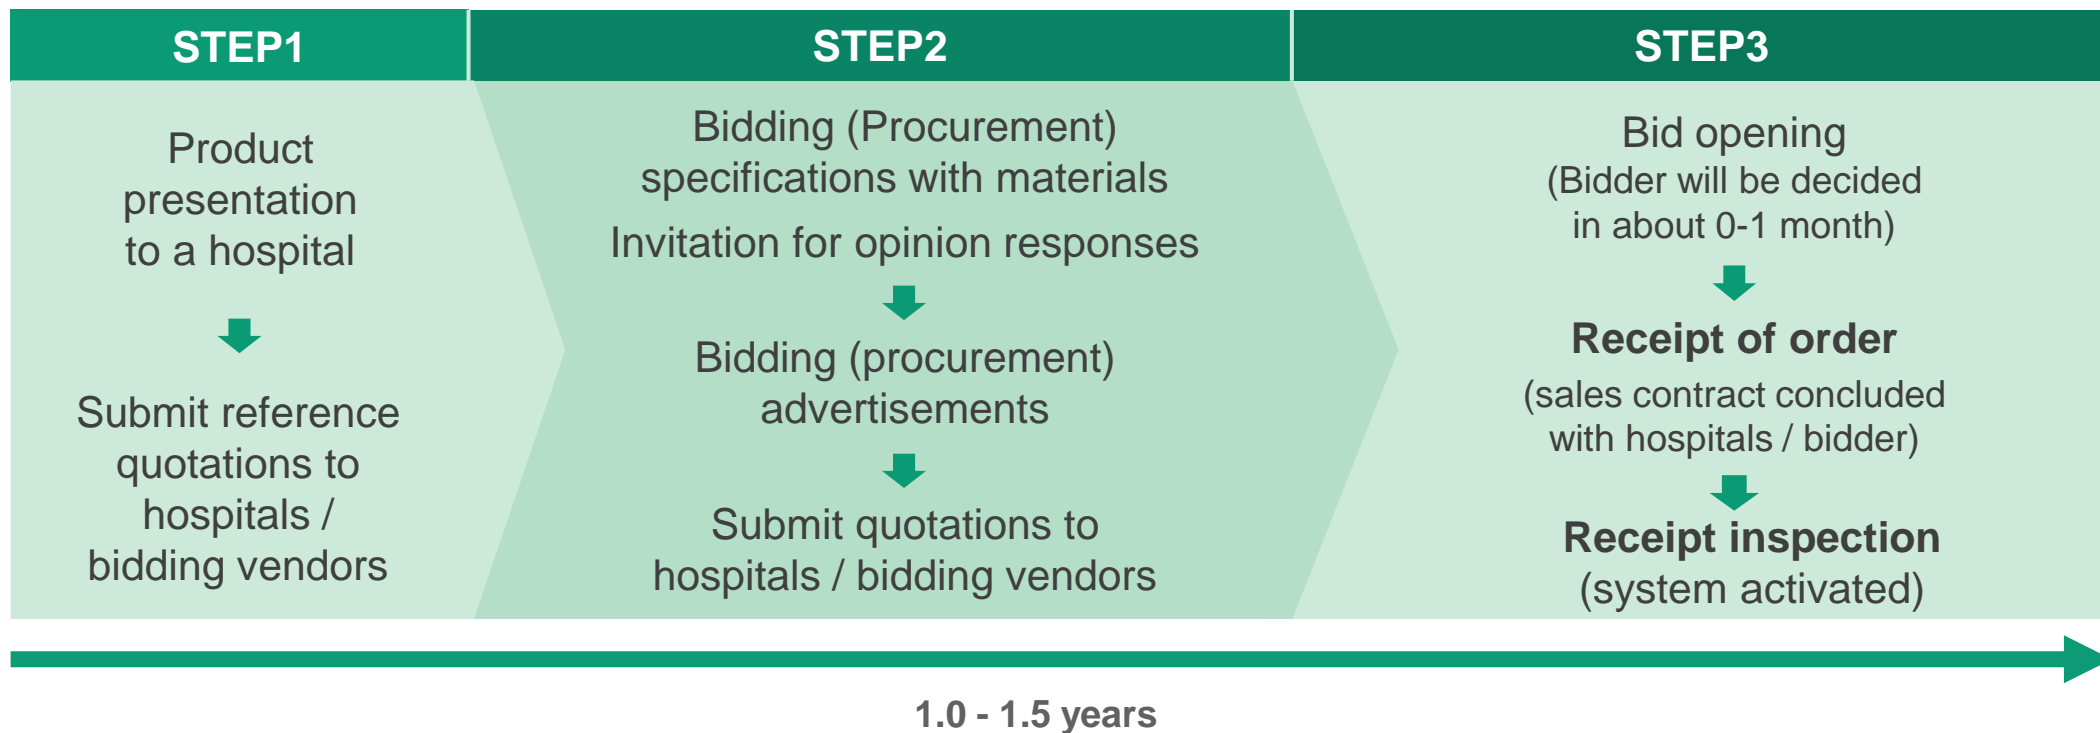 STEP1
Product
presentation
to a hospital
Submit reference
quotations to
hospitals /
bidding vendors
STEP2
Bidding (Procurement)
specifications with materials
Invitation for opinion responses
Bidding (procurement)
advertisements
Submit quotations to
hospitals / bidding vendors
STEP3
Bid opening
(Bidder will be decided
in about 0-1 month)
Receipt of order
(sales contract concluded
with hospitals / bidder)
Receipt inspection
(system activated)
1.0 - 1.5 years